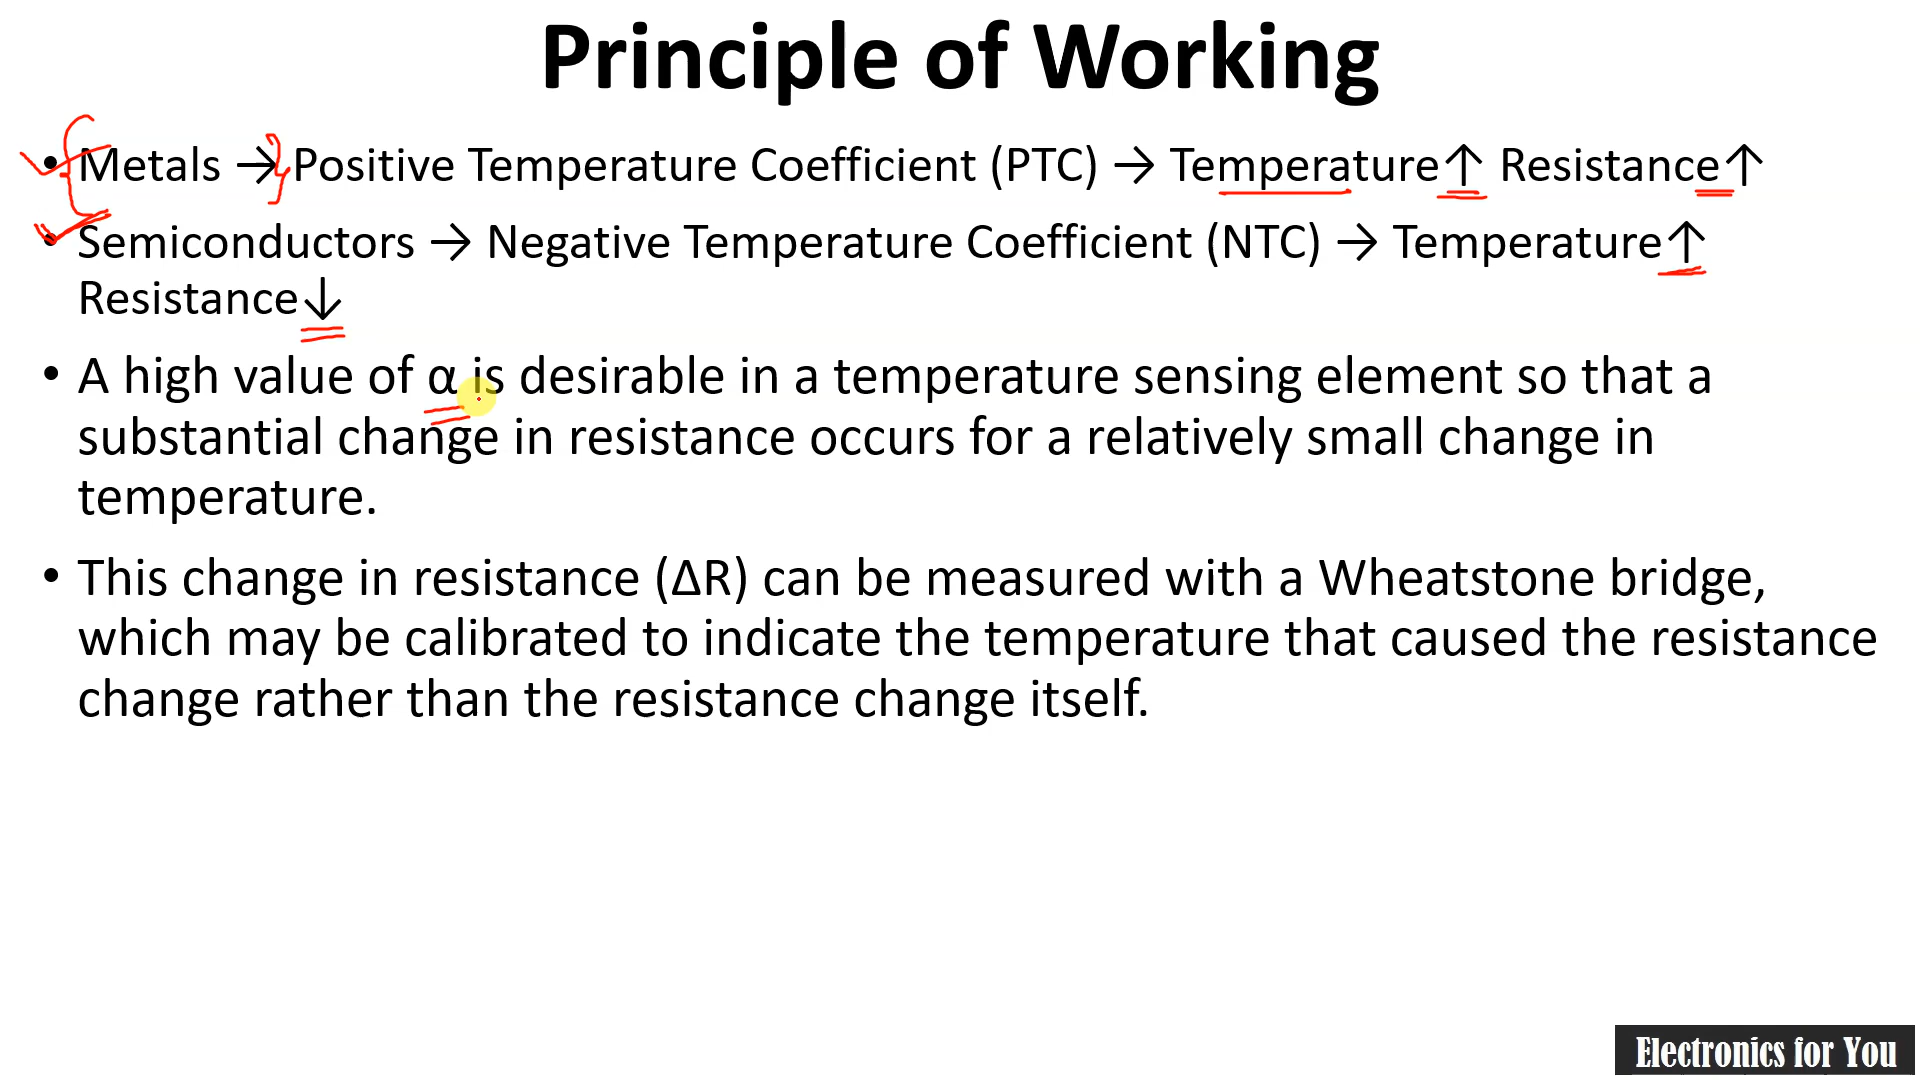 Principle of Working
• Metals → Positive Temperature Coefficient (PTC) → Temperature↑ Resistance↑
• Semiconductors → Negative Temperature Coefficient (NTC) → Temperature↑
Resistance↓
• A high value of α is desirable in a temperature sensing element so that a
substantial change in resistance occurs for a relatively small change in
temperature.
• This change in resistance (ΔR) can be measured with a Wheatstone bridge,
which may be calibrated to indicate the temperature that caused the resistance
change rather than the resistance change itself.
Electronics for You